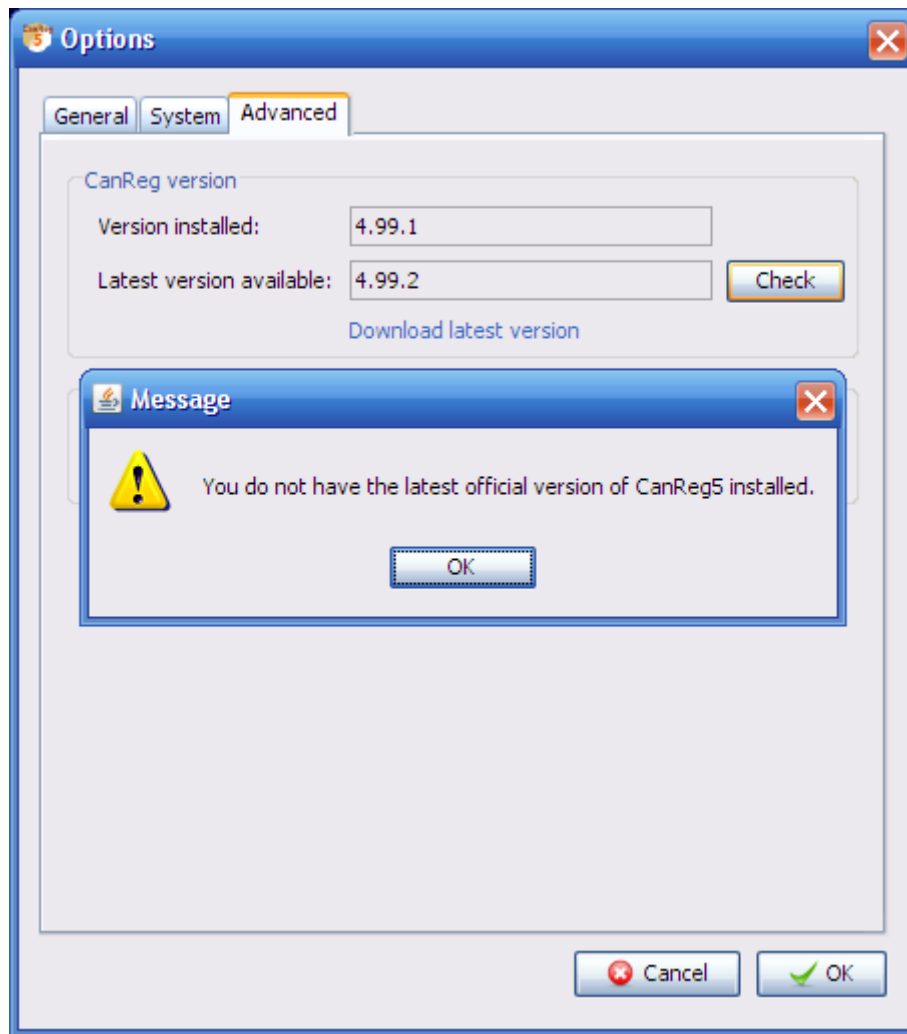 Options
General System Advanced
CanReg version
Version installed: 4.99.1
Latest version available: 4.99.2 Check
Download latest version
Message
You do not have the latest official version of CanReg5 installed.
OK
Cancel OK